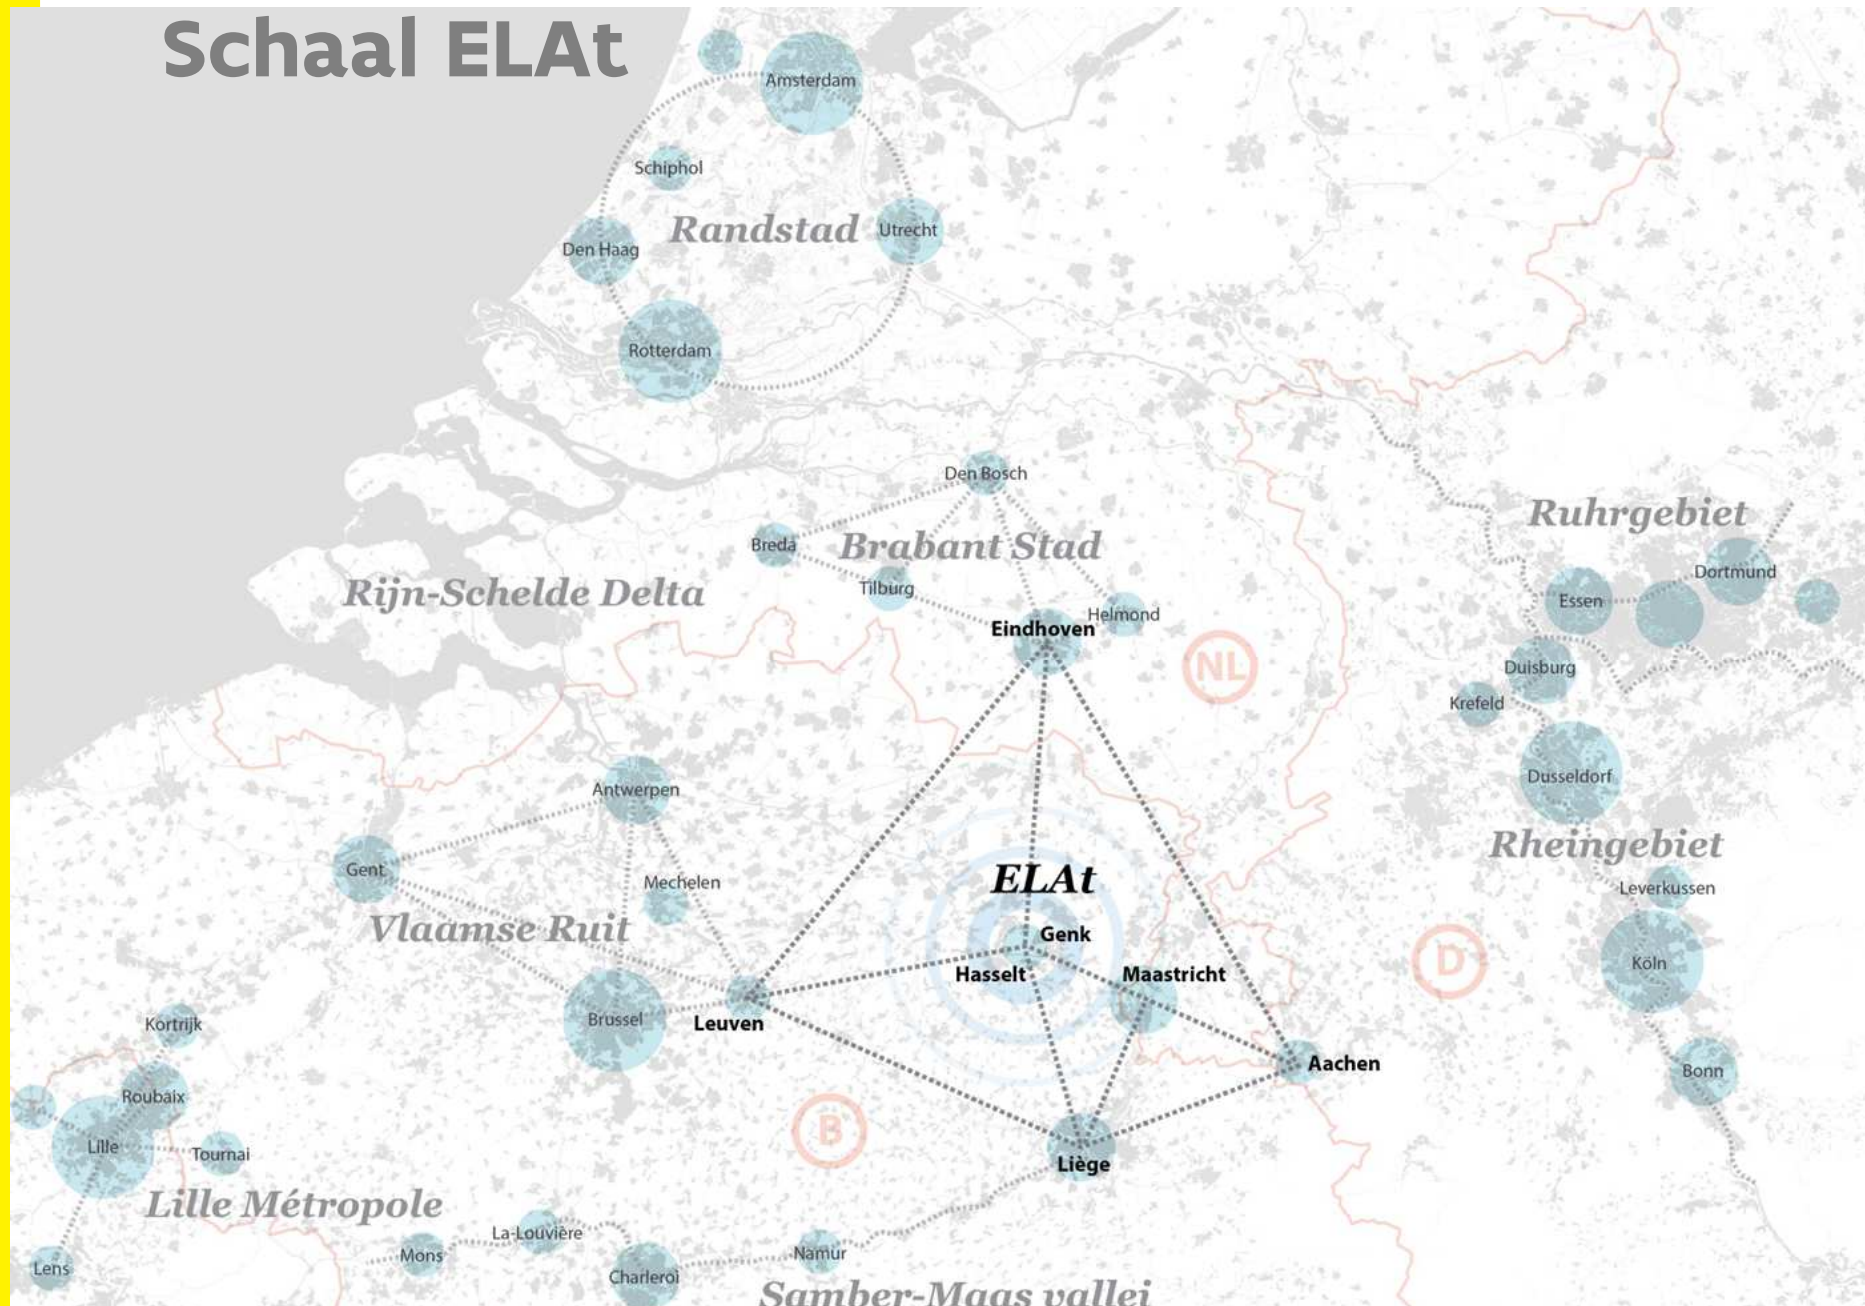 Schaal ELAt
Amsterdam
Schiphol
Randstad
Utrecht
Den Haag
Rotterdam
Den Bosch
Breda
Brabant Stad
Tilburg
Helmond
Eindhoven
Rijn-Schelde Delta
NL
Ruhrgebiet
Dortmund
Essen
Duisburg
Krefeld
Dusseldorf
Rheingebiet
Leverkussen
Köln
D
Bonn
Antwerpen
Gent
Mechelen
Vlaamse Ruit
Brussel
Leuven
ELAt
Genk
Hasselt
Maastricht
Aachen
Liège
B
Kortrijk
Roubaix
Lille
Tournai
Lille Métropole
Lens
Mons
La-Louvière
Charleroi
Namur
Samber-Maas vallei